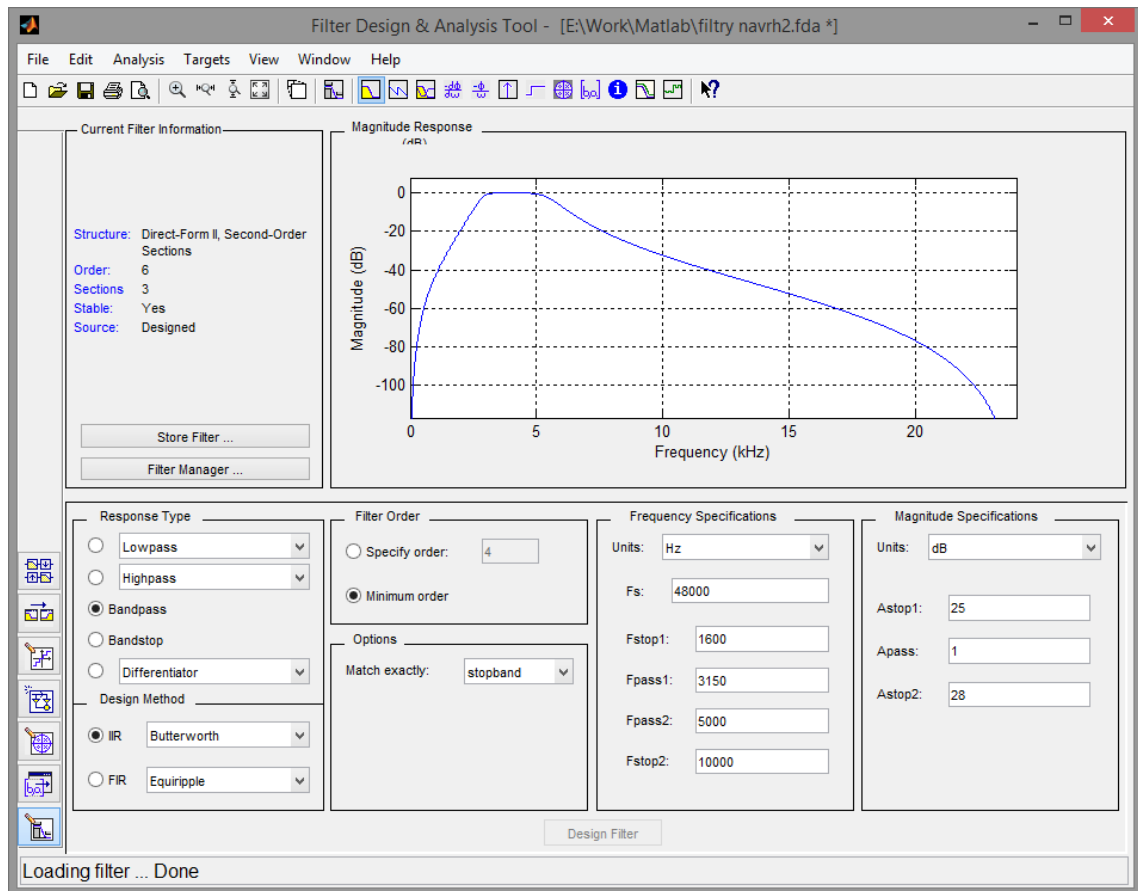 Filter Design & Analysis Tool - [E:\Work\Matlab\filtry navrh2.fda *]
File Edit Analysis Targets View Window Help
Current Filter Information
Structure: Direct-Form II, Second-Order
Sections
Order: 6
Sections 3
Stable: Yes
Source: Designed
Store Filter ...
Filter Manager ...
Magnitude Response
(dB)
Magnitude (dB)
0
-20
-40
-60
-80
-100
0 5 10 15 20
Frequency (kHz)
Response Type
Lowpass
Highpass
Bandpass
Bandstop
Differentiator
Design Method
IIR Butterworth
FIR Equiripple
Filter Order
Specify order: 4
Minimum order
Options
Match exactly: stopband
Frequency Specifications
Units: Hz
Fs: 48000
Fstop1: 1600
Fpass1: 3150
Fpass2: 5000
Fstop2: 10000
Magnitude Specifications
Units: dB
Astop1: 25
Apass: 1
Astop2: 28
Design Filter
Loading filter ... Done